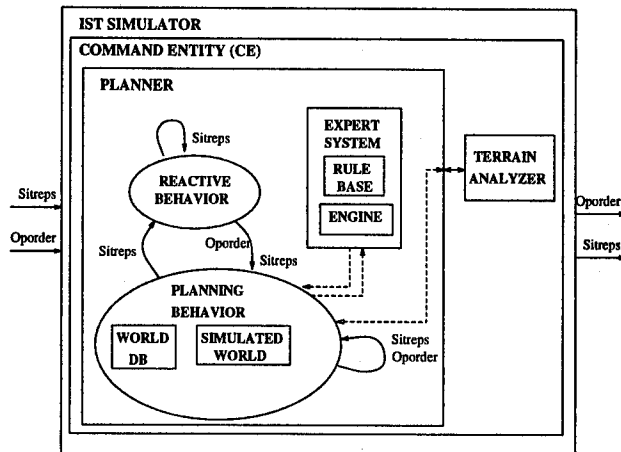 IST SIMULATOR
COMMAND ENTITY (CE)
PLANNER
Sitreps
EXPERT
SYSTEM
RULE
BASE
ENGINE
TERRAIN
ANALYZER
REACTIVE
BEHAVIOR
Sitreps
Oporder
Oporder
Sitreps
Sitreps
Oporder
Sitreps
PLANNING
BEHAVIOR
WORLD
DB
SIMULATED
WORLD
Sitreps
Oporder